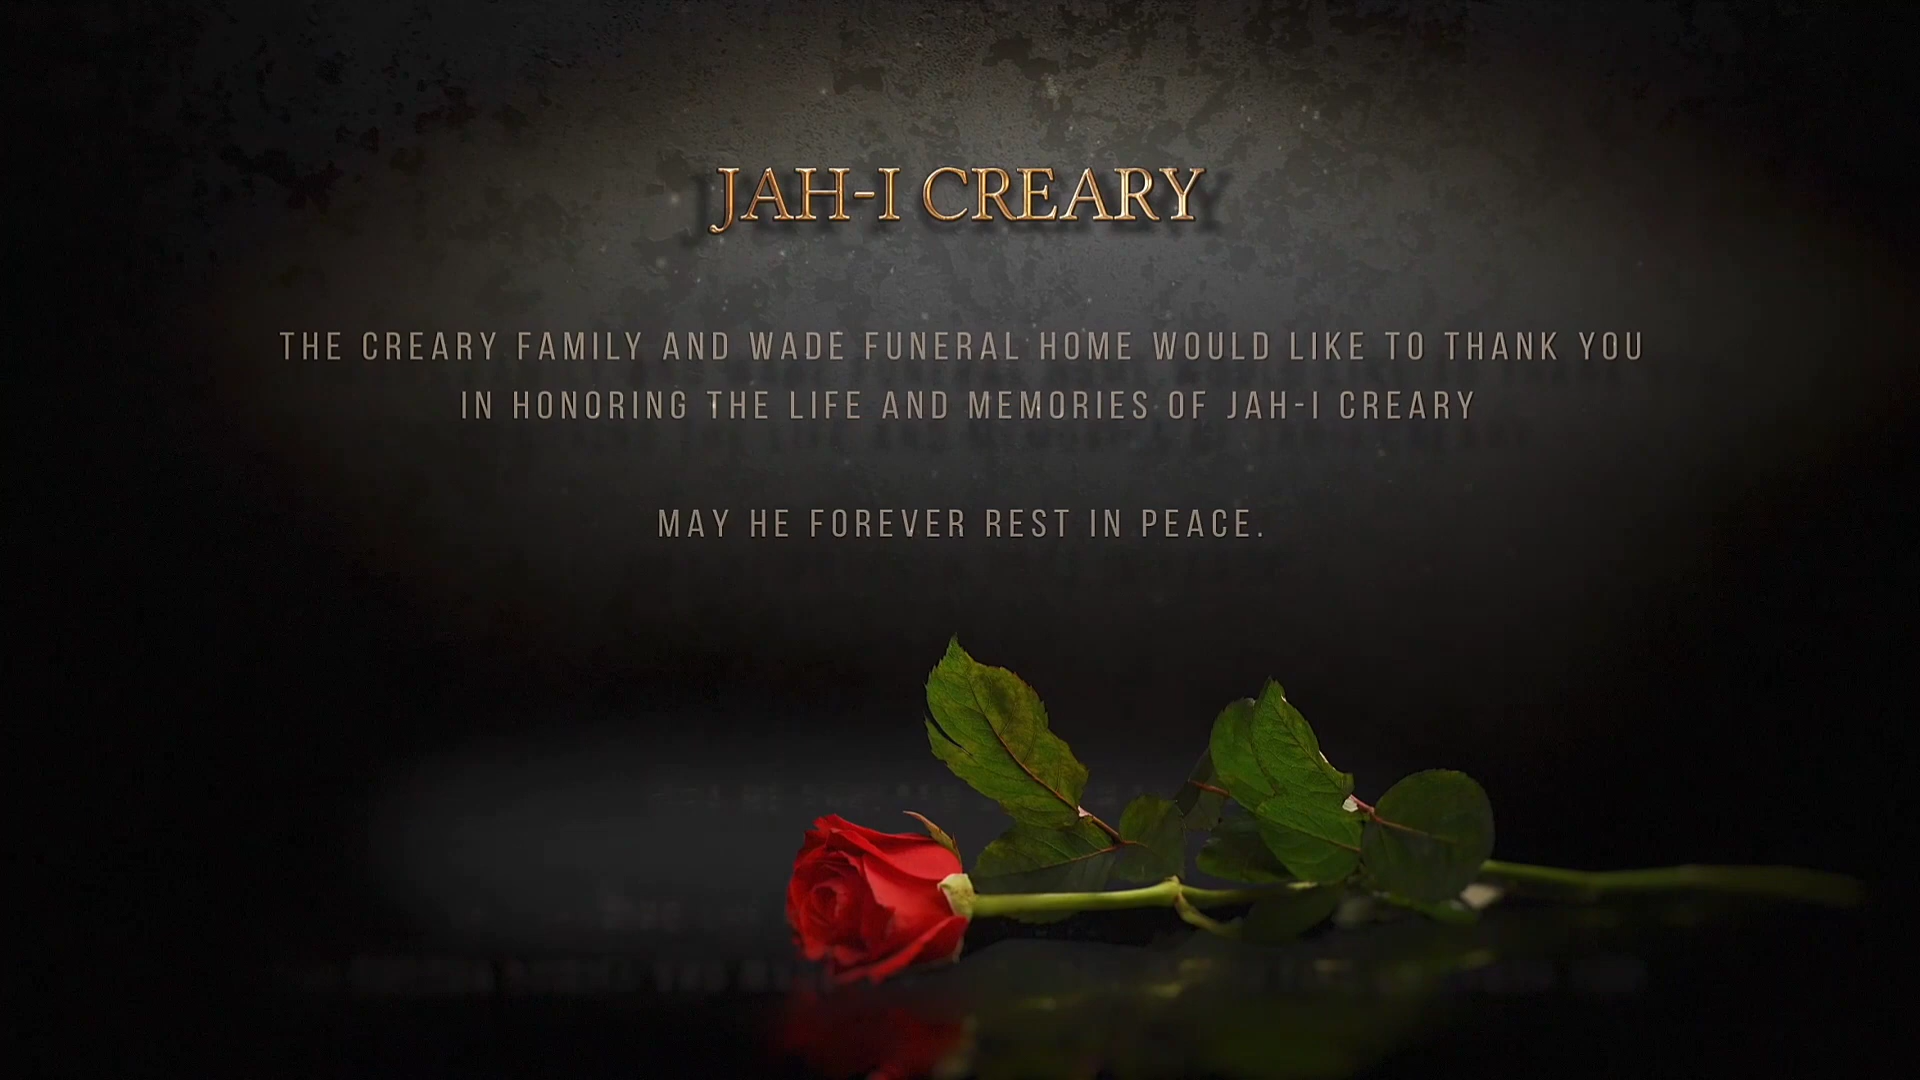 JAH-I CREARY
THE CREARY FAMILY AND WADE FUNERAL HOME WOULD LIKE TO THANK YOU
IN HONORING THE LIFE AND MEMORIES OF JAH-I CREARY
MAY HE FOREVER REST IN PEACE.